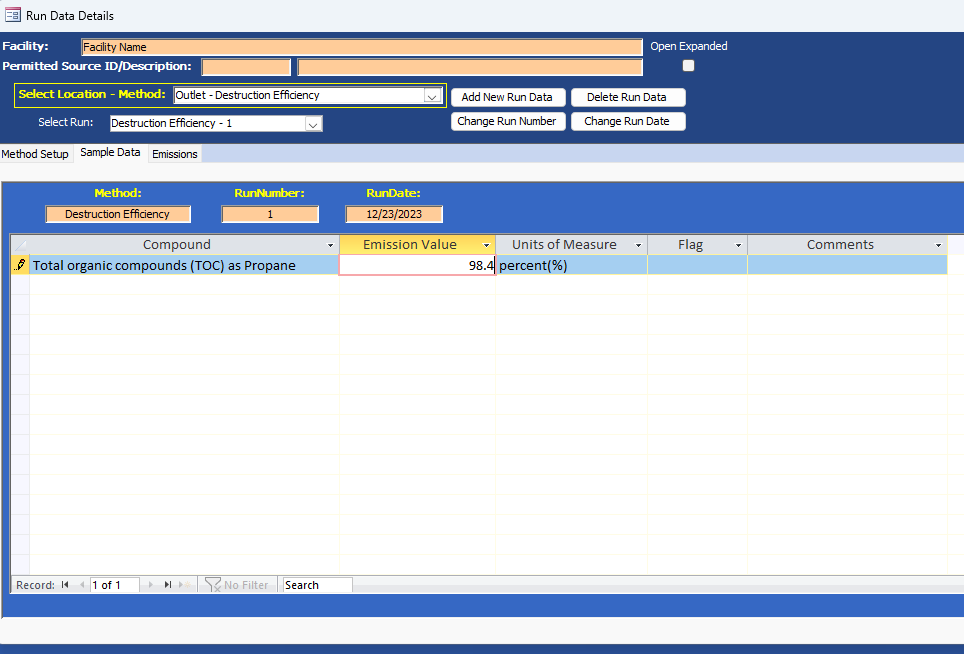 Run Data Details
Facility: Facility Name Open Expanded
Permitted Source ID/Description:
Select Location - Method: Outlet - Destruction Efficiency Add New Run Data Delete Run Data
Select Run: Destruction Efficiency - 1 Change Run Number Change Run Date
Method Setup Sample Data Emissions
Method: RunNumber: RunDate:
Destruction Efficiency 1 12/23/2023
Compound Emission Value Units of Measure Flag Comments
Total organic compounds (TOC) as Propane 98.4 percent(%)
Record: 1 of 1 No Filter Search